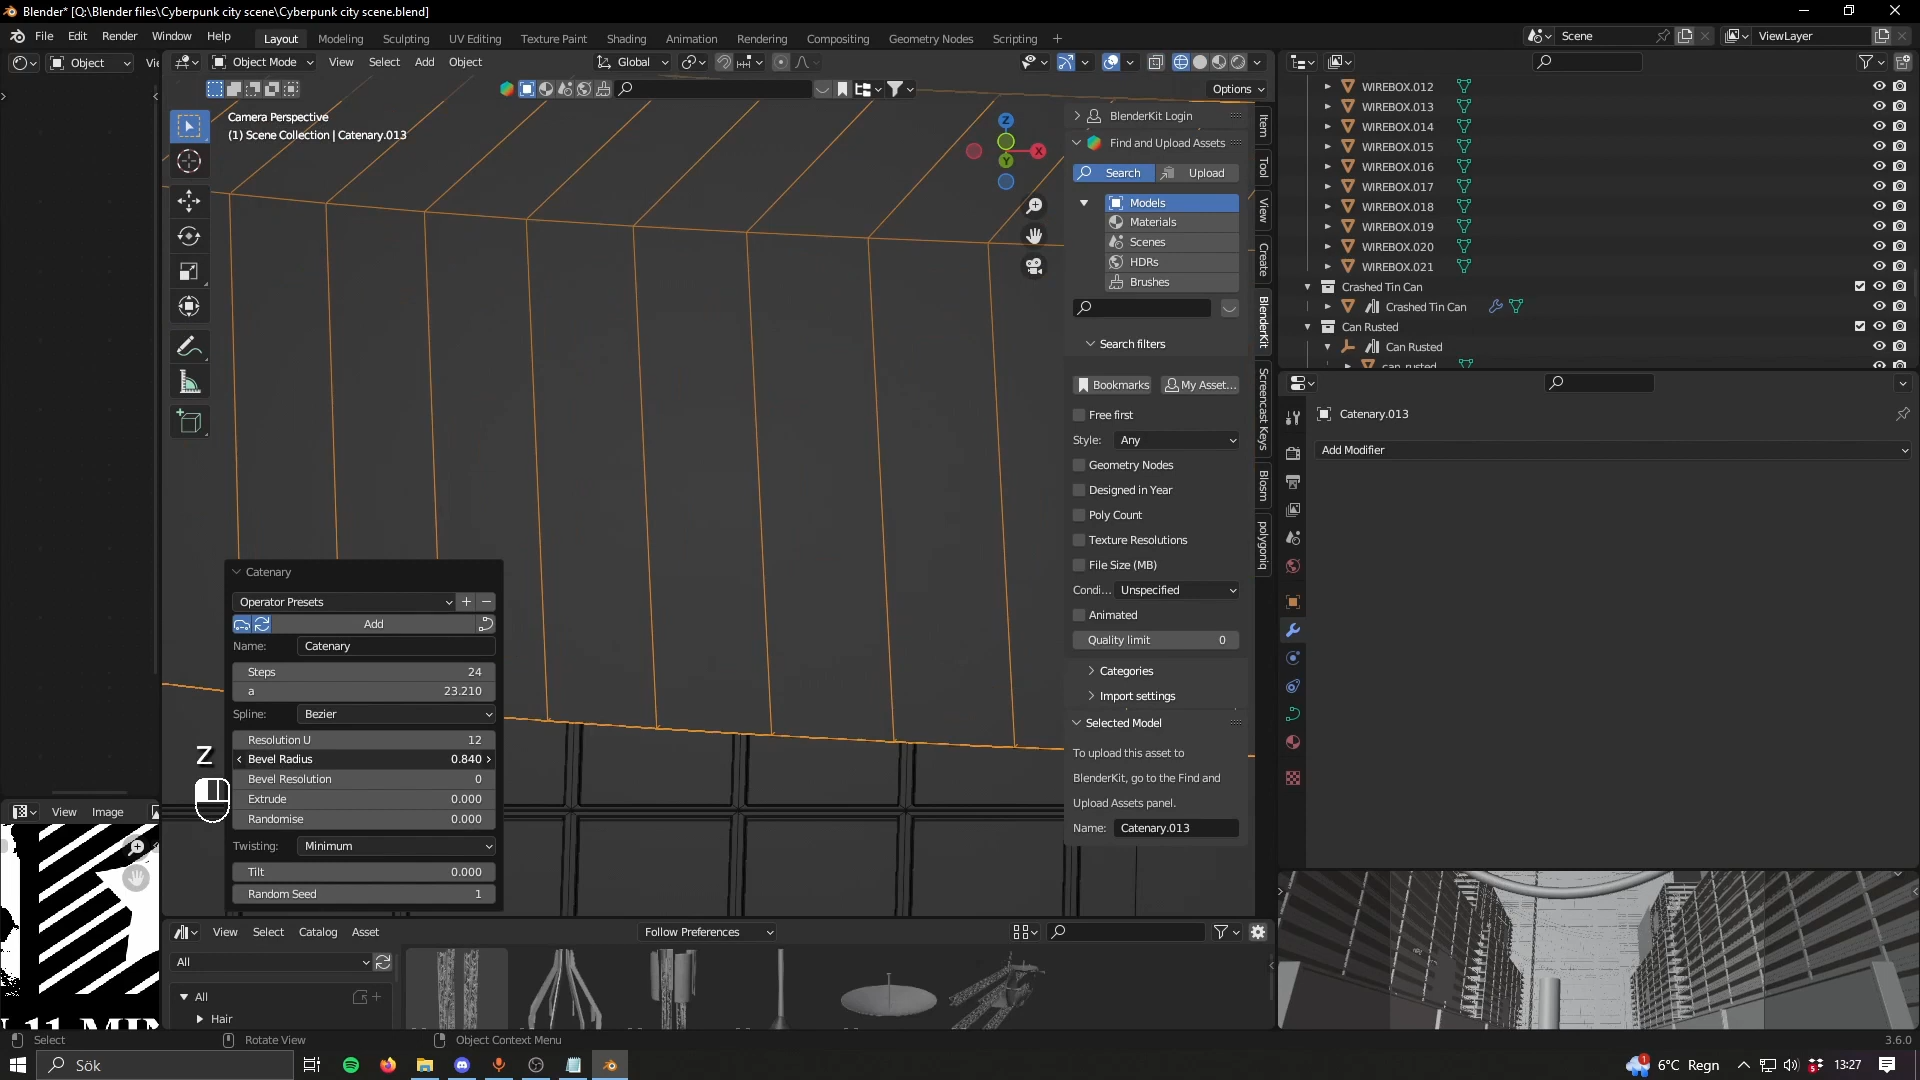 Blender* [Q:\Blender files\Cyberpunk city scene\Cyberpunk city scene.blend]
File Edit Render Window Help
Layout Modeling Sculpting UV Editing Texture Paint Shading Animation Rendering Compositing Geometry Nodes Scripting
Scene
ViewLayer
Object
Object Mode View Select Add Object
Global
Options
Camera Perspective
(1) Scene Collection | Catenary.013
Z
X
Y
BlenderKit Login
Find and Upload Assets
Search Upload
Models
Materials
Scenes
HDRs
Brushes
Search filters
Bookmarks My Asset...
Free first
Style: Any
Geometry Nodes
Designed in Year
Poly Count
Texture Resolutions
File Size (MB)
Condi... Unspecified
Animated
Quality limit 0
Categories
Import settings
Selected Model
To upload this asset to
BlenderKit, go to the Find and
Upload Assets panel.
Name: Catenary.013
Item
Tool
View
Create
BlenderKit
Screencast Keys
Blosm
polygoniq
Catenary
Operator Presets
Add
Name: Catenary
Steps 24
a 23.210
Spline: Bezier
Resolution U 12
Bevel Radius 0.840
Bevel Resolution 0
Extrude 0.000
Randomise 0.000
Twisting: Minimum
Tilt 0.000
Random Seed 1
Z
WIREBOX.012
WIREBOX.013
WIREBOX.014
WIREBOX.015
WIREBOX.016
WIREBOX.017
WIREBOX.018
WIREBOX.019
WIREBOX.020
WIREBOX.021
Crashed Tin Can
Crashed Tin Can
Can Rusted
Can Rusted
can_rusted
Catenary.013
Add Modifier
View Image
View Select Catalog Asset
Follow Preferences
All
All
Hair
Select
Rotate View
Object Context Menu
3.6.0
Sök
6°C Regn
13:27